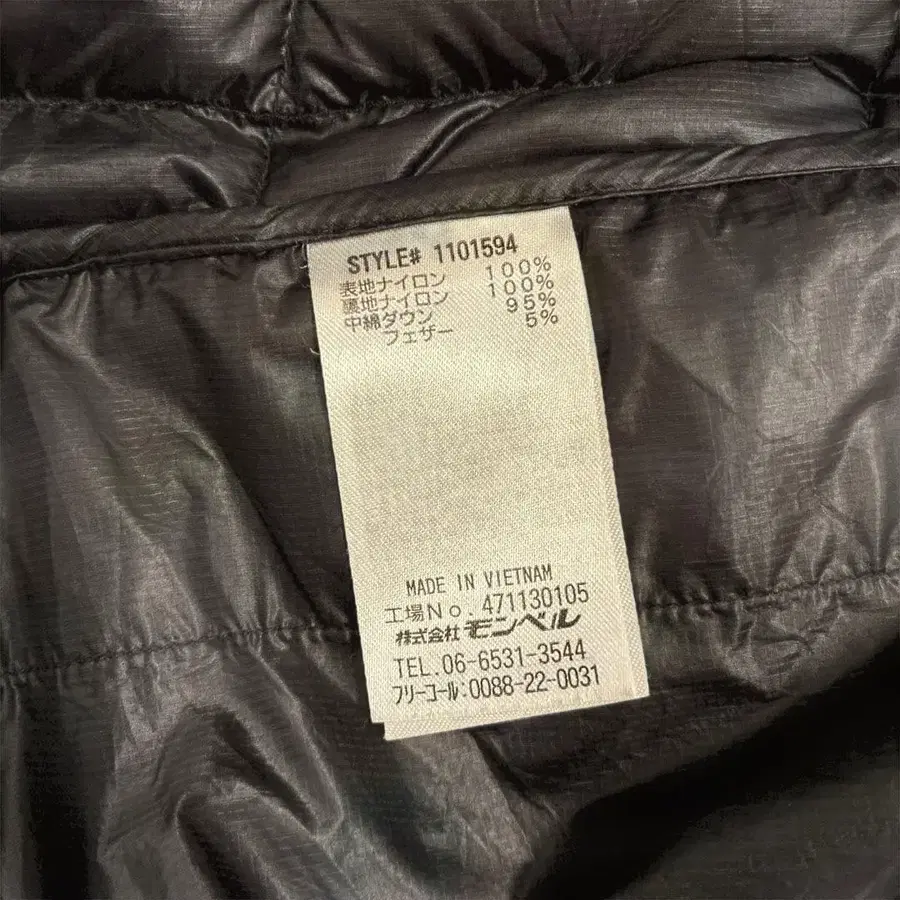 STYLE# 1101594
表地ナイロン 100%
裏地ナイロン 100%
中綿ダウン 95%
フェザー 5%
MADE IN VIETNAM
工場No. 471130105
株式会社モンベル
TEL.06-6531-3544
フリーコール:0088-22-0031